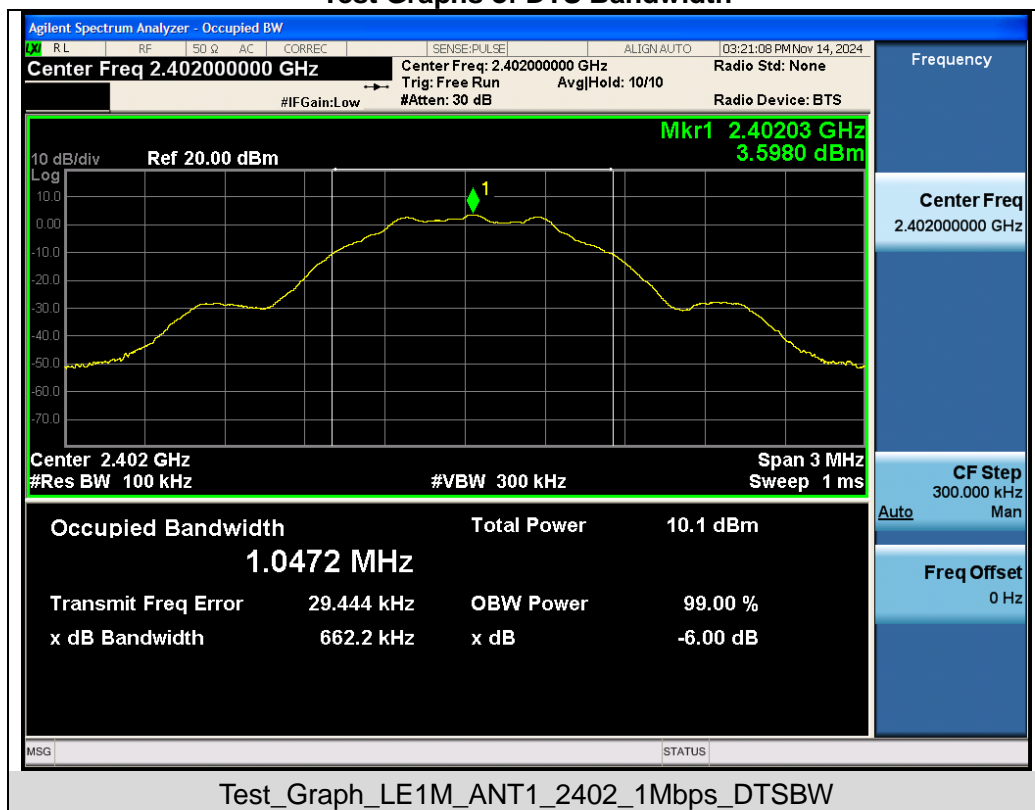 Test Graphs of DTS Bandwidth
Agilent Spectrum Analyzer - Occupied BW
LXI RL RF 50 Ω AC CORREC SENSE:PULSE ALIGN AUTO 03:21:08 PM Nov 14, 2024
Center Freq 2.402000000 GHz Center Freq: 2.402000000 GHz Radio Std: None Frequency
Trig: Free Run Avg|Hold: 10/10
#IFGain:Low #Atten: 30 dB Radio Device: BTS
Mkr1 2.40203 GHz
10 dB/div Ref 20.00 dBm 3.5980 dBm
Log
10.0
1
0.00
-10.0
-20.0
-30.0
-40.0
-50.0
-60.0
-70.0
Center Freq
2.402000000 GHz
Center 2.402 GHz Span 3 MHz
#Res BW 100 kHz #VBW 300 kHz Sweep 1 ms
CF Step
300.000 kHz
Auto Man
Occupied Bandwidth Total Power 10.1 dBm
1.0472 MHz
Freq Offset
0 Hz
Transmit Freq Error 29.444 kHz OBW Power 99.00 %
x dB Bandwidth 662.2 kHz x dB -6.00 dB
MSG STATUS
Test_Graph_LE1M_ANT1_2402_1Mbps_DTSBW